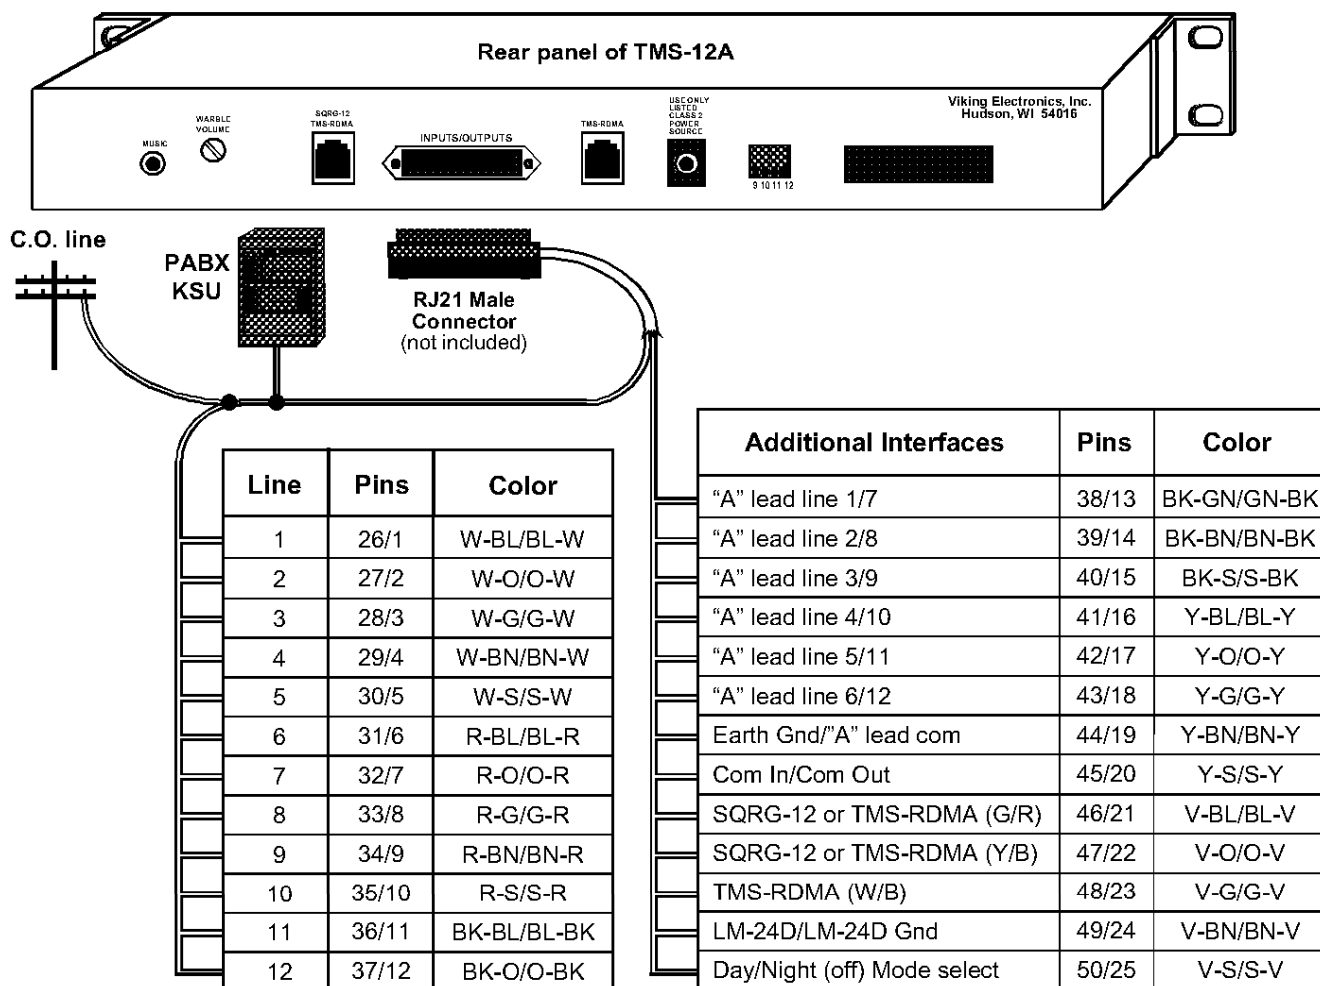 Rear panel of TMS-12A
Viking Electronics, Inc.
Hudson, WI 54016
MUSIC
WARBLE
VOLUME
SQRG-12
TMS-RDMA
INPUTS/OUTPUTS
TMS-RDMA
USE ONLY
LISTED
CLASS 2
POWER
SOURCE
9 10 11 12
C.O. line
PABX
KSU
RJ21 Male
Connector
(not included)
Line Pins Color
1 26/1 W-BL/BL-W
2 27/2 W-O/O-W
3 28/3 W-G/G-W
4 29/4 W-BN/BN-W
5 30/5 W-S/S-W
6 31/6 R-BL/BL-R
7 32/7 R-O/O-R
8 33/8 R-G/G-R
9 34/9 R-BN/BN-R
10 35/10 R-S/S-R
11 36/11 BK-BL/BL-BK
12 37/12 BK-O/O-BK
Additional Interfaces Pins Color
“A” lead line 1/7 38/13 BK-GN/GN-BK
“A” lead line 2/8 39/14 BK-BN/BN-BK
“A” lead line 3/9 40/15 BK-S/S-BK
“A” lead line 4/10 41/16 Y-BL/BL-Y
“A” lead line 5/11 42/17 Y-O/O-Y
“A” lead line 6/12 43/18 Y-G/G-Y
Earth Gnd/”A” lead com 44/19 Y-BN/BN-Y
Com In/Com Out 45/20 Y-S/S-Y
SQRG-12 or TMS-RDMA (G/R) 46/21 V-BL/BL-V
SQRG-12 or TMS-RDMA (Y/B) 47/22 V-O/O-V
TMS-RDMA (W/B) 48/23 V-G/G-V
LM-24D/LM-24D Gnd 49/24 V-BN/BN-V
Day/Night (off) Mode select 50/25 V-S/S-V